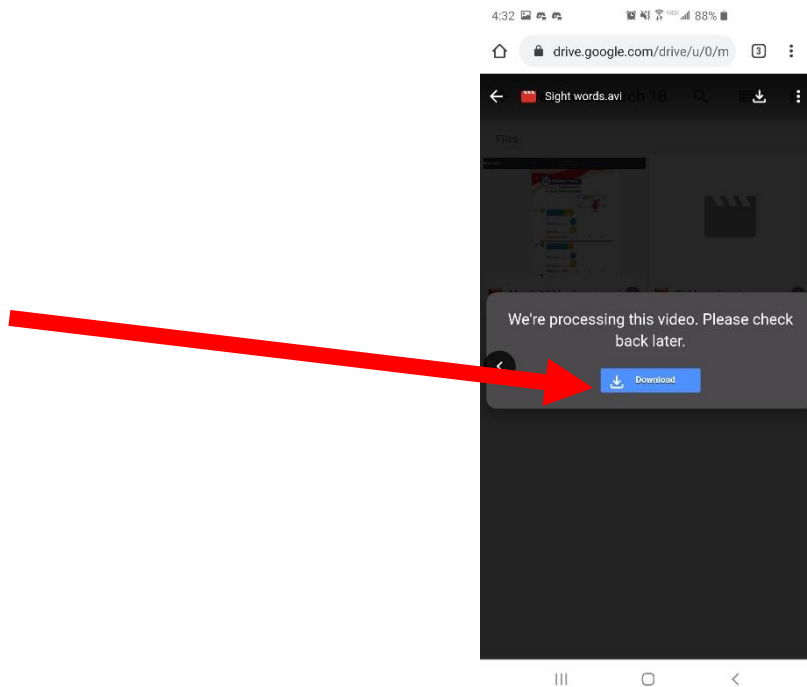 4:32 88%
drive.google.com/drive/u/0/m 3
Sight words.avi
Files
We're processing this video. Please check
back later.
Download